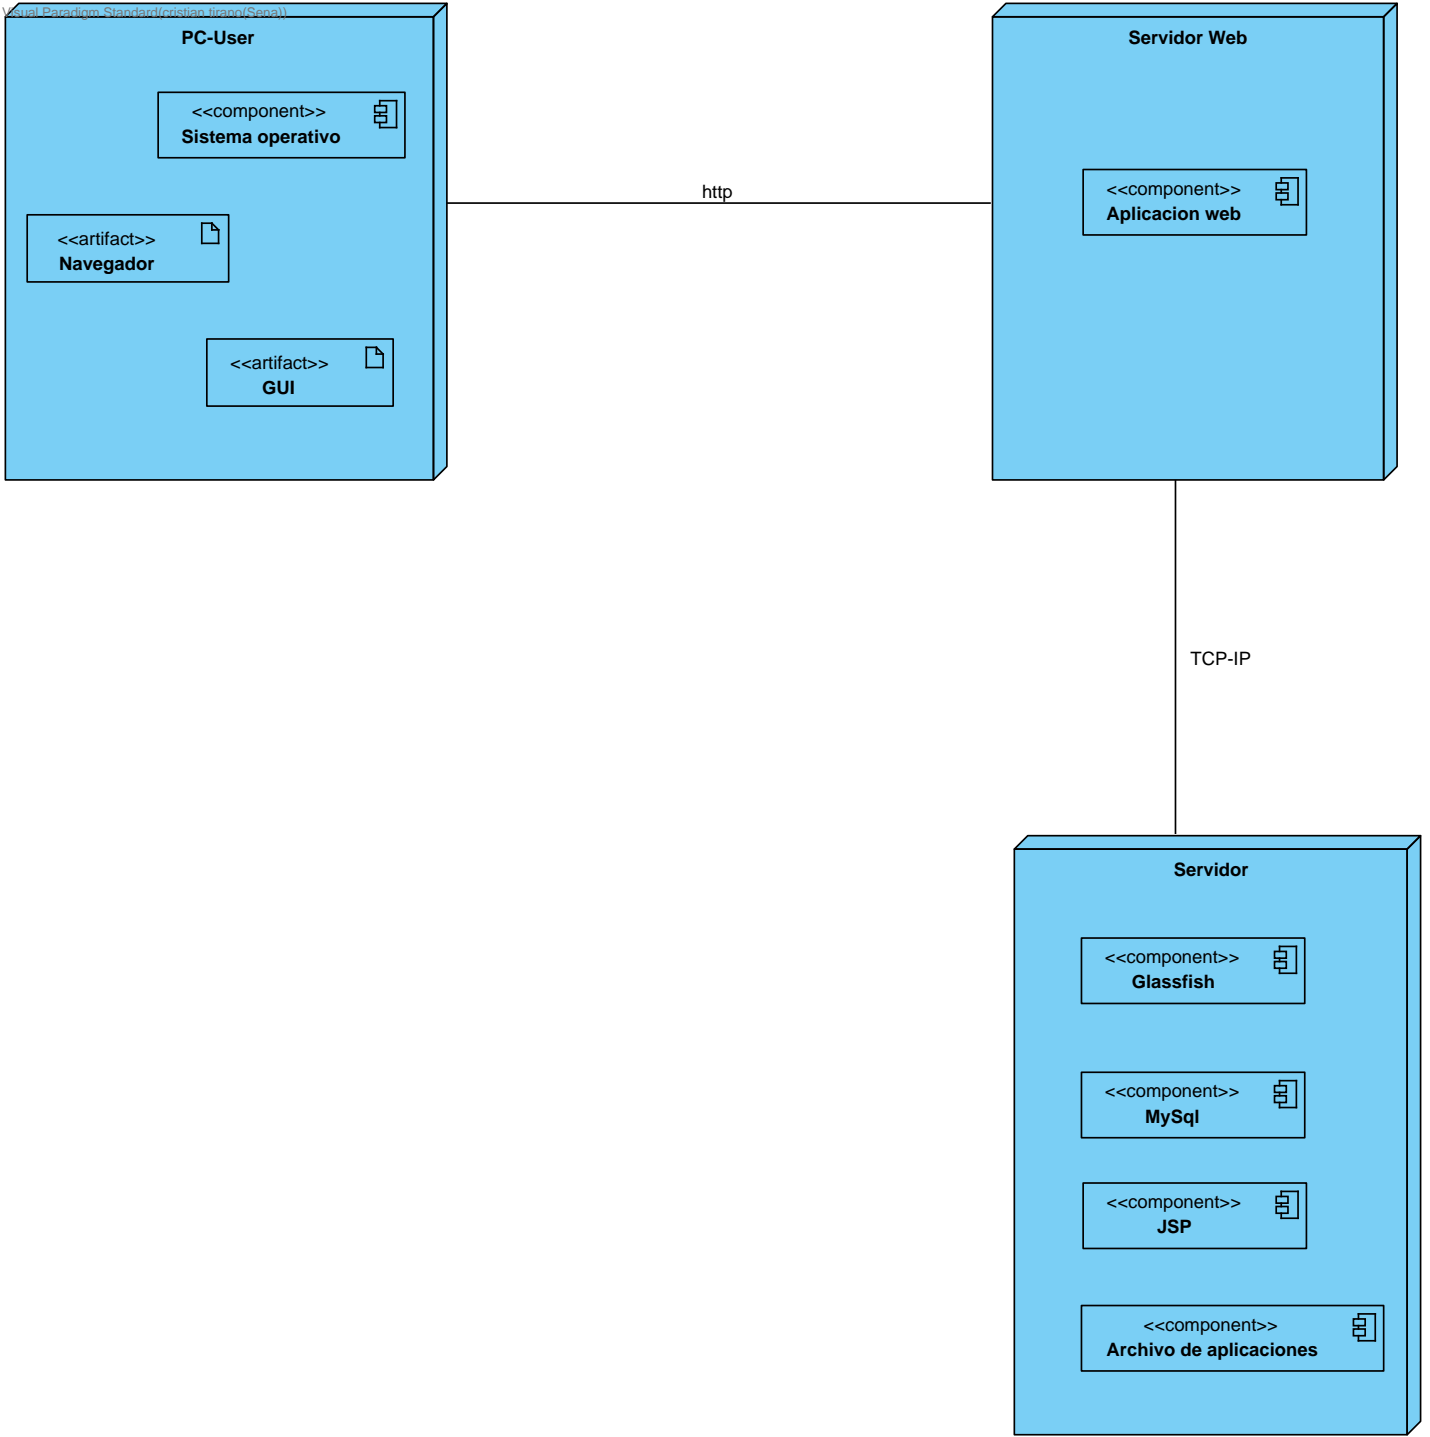 Visual Paradigm Standard(cristian tirano(Sena))
PC-User
<<component>>
Sistema operativo
<<artifact>>
Navegador
<<artifact>>
GUI
http
Servidor Web
<<component>>
Aplicacion web
TCP-IP
Servidor
<<component>>
Glassfish
<<component>>
MySql
<<component>>
JSP
<<component>>
Archivo de aplicaciones